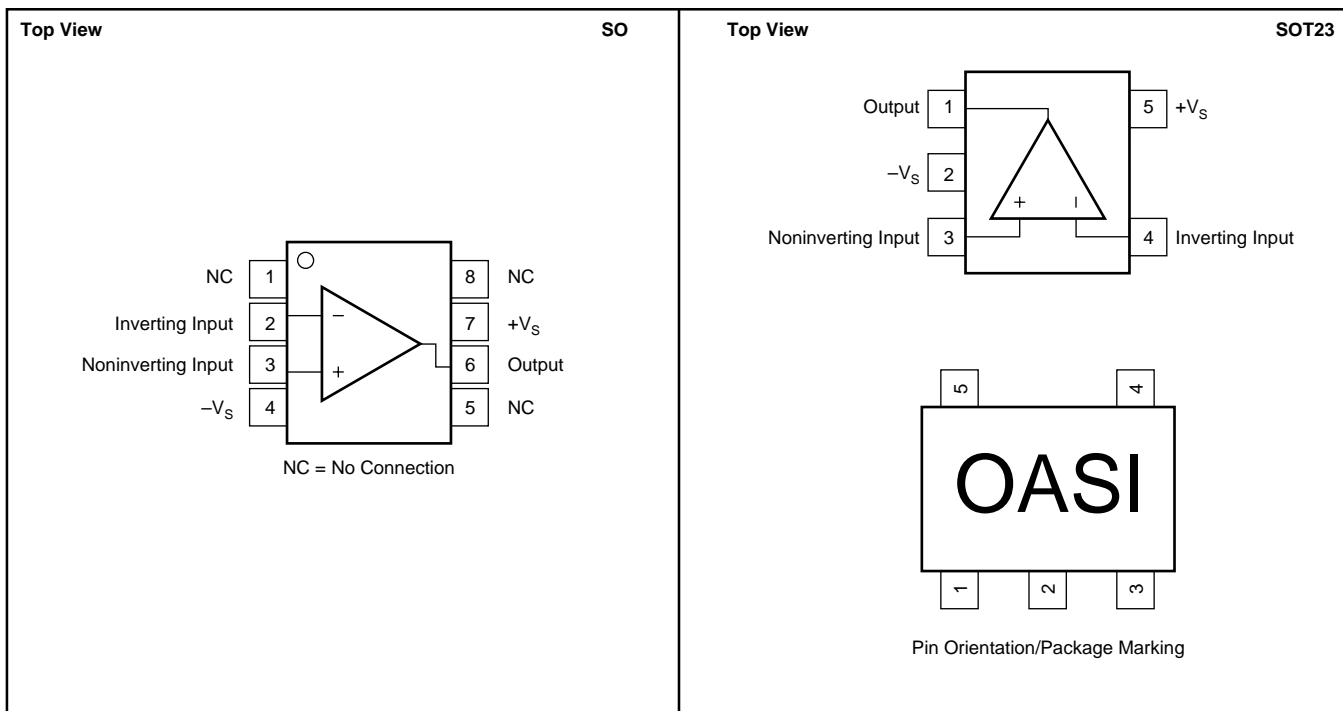 Top View
SO
NC 1
8 NC
Inverting Input 2
−
7 +VS
Noninverting Input 3
+
6 Output
–VS 4
5 NC
NC = No Connection
Top View
SOT23
Output 1
5 +VS
–VS 2
+ −
Noninverting Input 3
4 Inverting Input
5 4
OASI
1 2 3
Pin Orientation/Package Marking